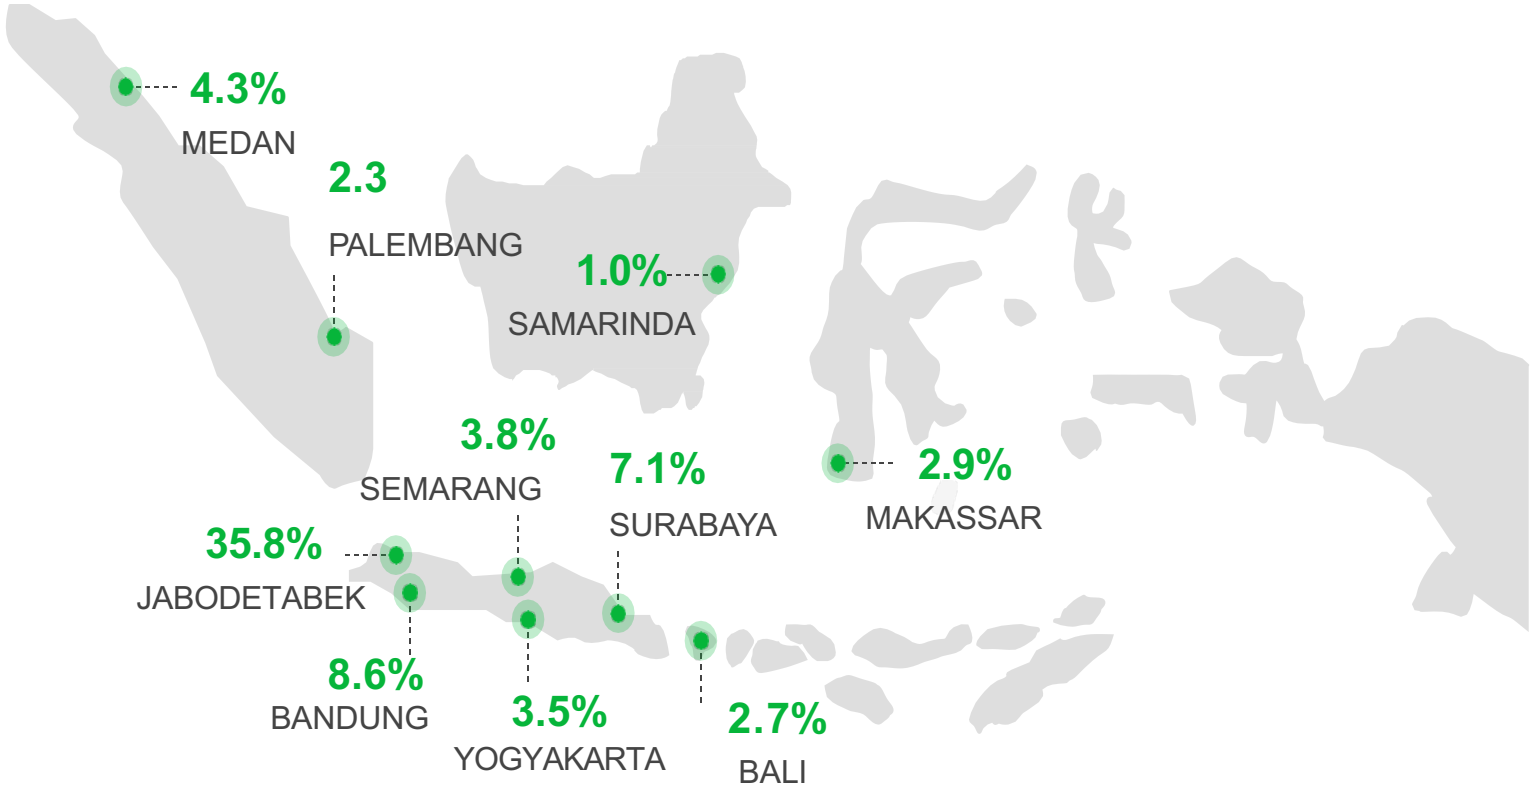 4.3%
MEDAN
2.3
PALEMBANG
1.0%
SAMARINDA
3.8%
SEMARANG
7.1%
SURABAYA
2.9%
MAKASSAR
35.8%
JABODETABEK
8.6%
BANDUNG
3.5%
YOGYAKARTA
2.7%
BALI